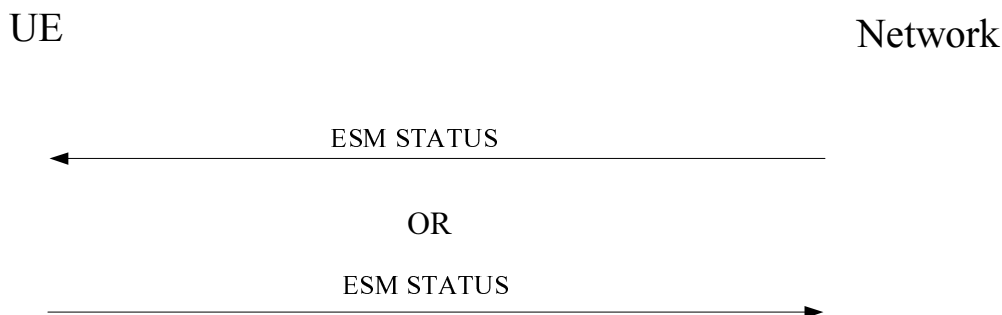 UE
Network
ESM STATUS
OR
ESM STATUS